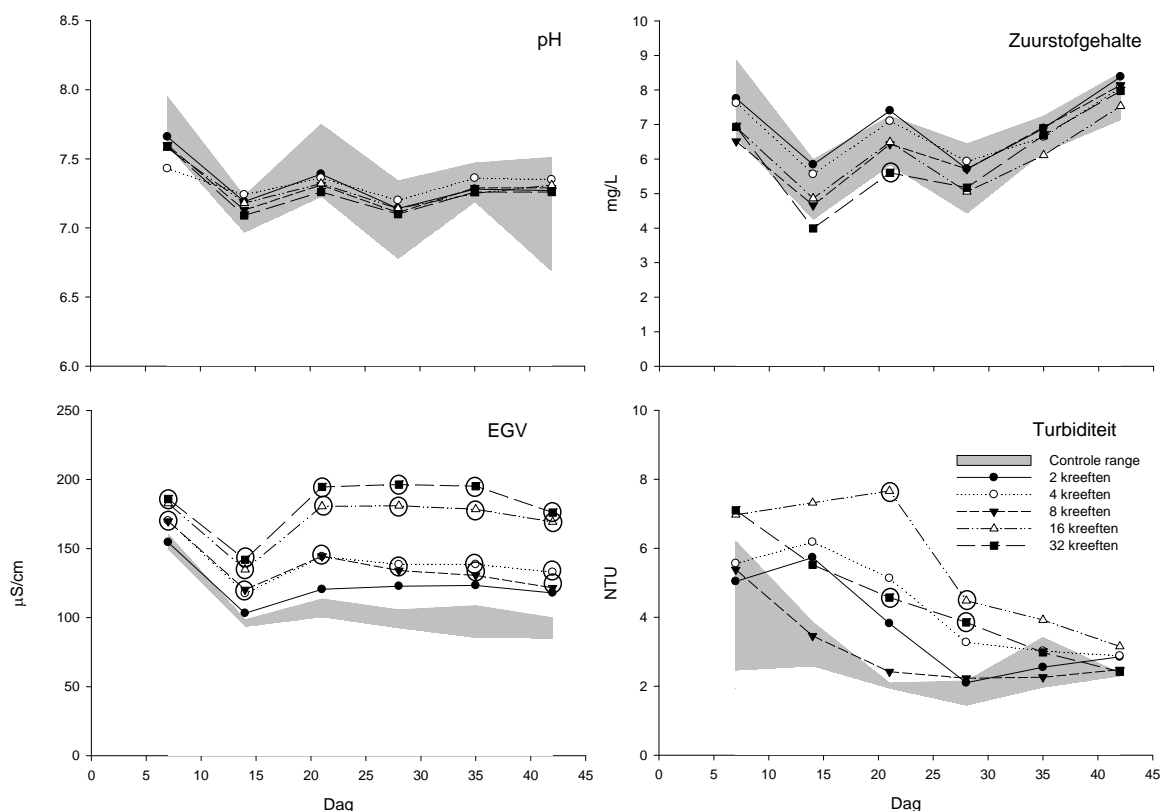 pH
8.5
8.0
7.5
7.0
6.5
6.0
Zuurstofgehalte
mg/L
10
9
8
7
6
5
4
3
2
1
0
EGV
µS/cm
250
200
150
100
50
0
0 5 10 15 20 25 30 35 40 45
Dag
Turbiditeit
Controle range
2 kreeften
4 kreeften
8 kreeften
16 kreeften
32 kreeften
NTU
10
8
6
4
2
0
0 5 10 15 20 25 30 35 40 45
Dag